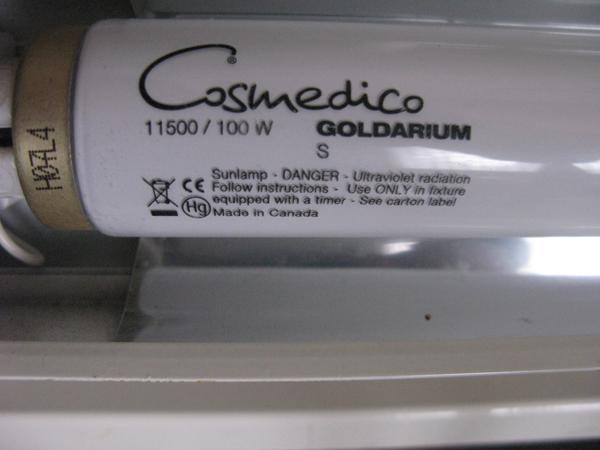 Cosmedico®
11500 / 100 W GOLDARIUM
S
Sunlamp - DANGER - Ultraviolet radiation
CE Follow instructions - Use ONLY in fixture
equipped with a timer - See carton label
Hg Made in Canada
H07L4